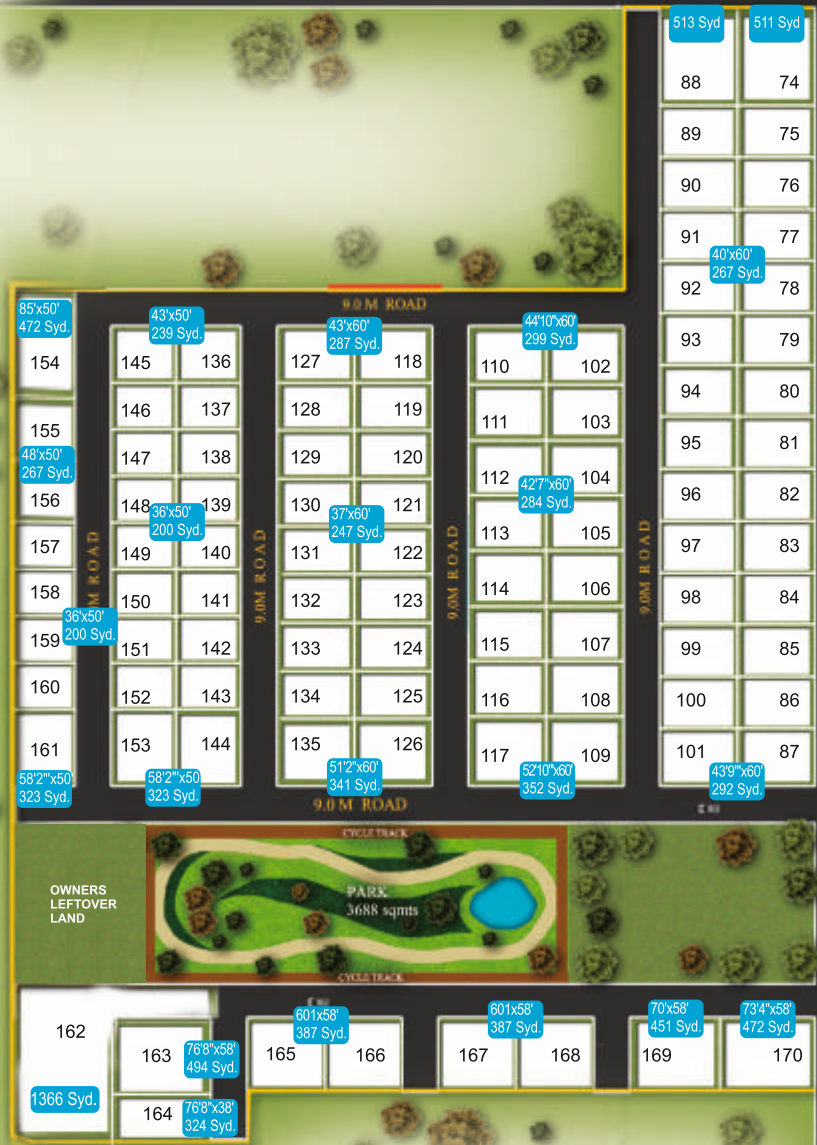 513 Syd
511 Syd
88
74
89
75
90
76
91
77
40'x60'
267 Syd.
92
78
93
79
94
80
95
81
96
82
97
83
98
84
99
85
100
86
101
87
43'9"'x60'
292 Syd.
9.0 M ROAD
85'x50'
472 Syd.
154
155
48'x50'
267 Syd.
156
157
158
159
160
161
58'2"'x50'
323 Syd.
36'x50'
200 Syd.
M ROAD
43'x50'
239 Syd.
145
136
146
137
147
138
148
139
36'x50'
200 Syd.
149
140
150
141
151
142
152
143
153
144
58'2"'x50
323 Syd.
9.0M ROAD
43'x60'
287 Syd.
127
118
128
119
129
120
130
121
37'x60'
247 Syd.
131
122
132
123
133
124
134
125
135
126
51'2"x60'
341 Syd.
9.0M ROAD
44'10"x60'
299 Syd.
110
102
111
103
112
104
42'7"x60'
284 Syd.
113
105
114
106
115
107
116
108
117
109
52'10"x60'
352 Syd.
9.0M ROAD
9.0 M ROAD
CYCLE TRACK
OWNERS
LEFTOVER
LAND
PARK
3688 sqmts
CYCLE TRACK
162
1366 Syd.
163
76'8"x58'
494 Syd.
164
76'8"x38'
324 Syd.
601x58'
387 Syd.
165
166
601x58'
387 Syd.
167
168
70'x58'
451 Syd.
169
73'4"x58'
472 Syd.
170